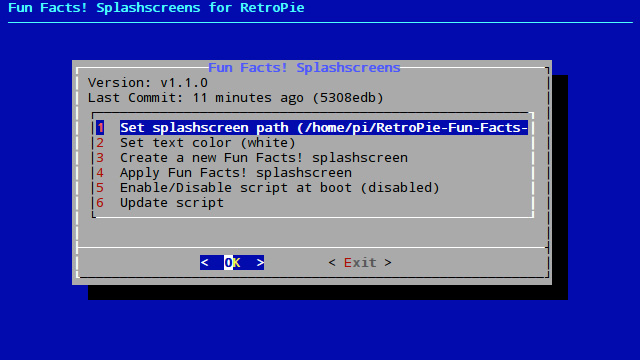 Fun Facts! Splashscreens for RetroPie
Fun Facts! Splashscreens
Version: v1.1.0
Last Commit: 11 minutes ago (5308edb)
1 Set splashscreen path (/home/pi/RetroPie-Fun-Facts-
2 Set text color (white)
3 Create a new Fun Facts! splashscreen
4 Apply Fun Facts! splashscreen
5 Enable/Disable script at boot (disabled)
6 Update script
< OK > < Exit >